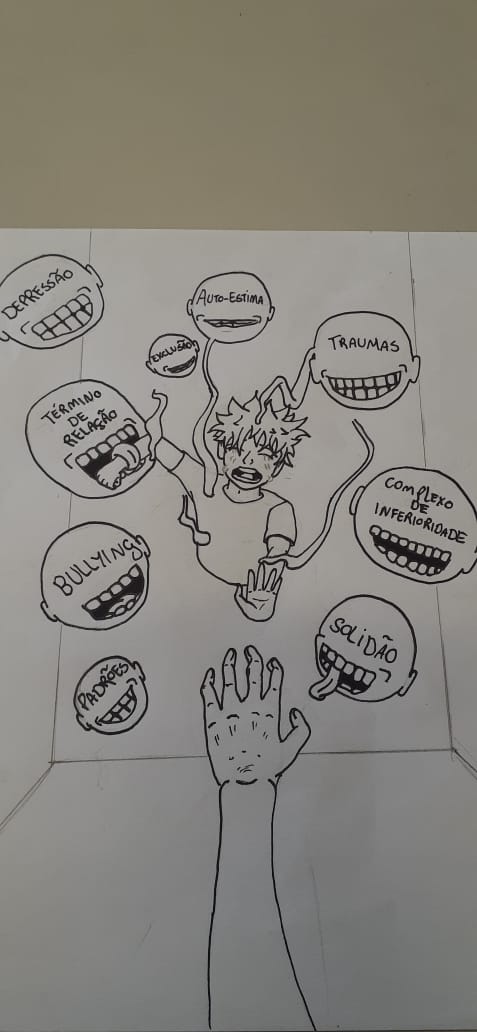 DEPRESSÃO
AUTO-ESTIMA
EXCLUSÃO
TRAUMAS
TÉRMINO
DE
RELAÇÃO
COMPLEXO
DE
INFERIORIDADE
BULLYING
SOLIDÃO
PADRÕES